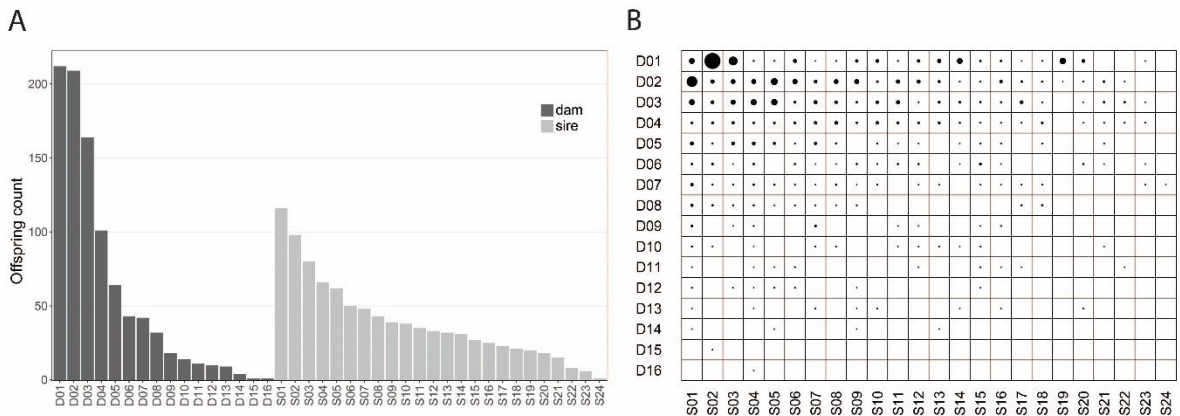 A
Offspring count
200
150
100
50
0
dam
sire
D01 D02 D03 D04 D05 D06 D07 D08 D09 D10 D11 D12 D13 D14 D15 D16 S01 S02 S03 S04 S05 S06 S07 S08 S09 S10 S11 S12 S13 S14 S15 S16 S17 S18 S19 S20 S21 S22 S23 S24
B
D01
D02
D03
D04
D05
D06
D07
D08
D09
D10
D11
D12
D13
D14
D15
D16
S01 S02 S03 S04 S05 S06 S07 S08 S09 S10 S11 S12 S13 S14 S15 S16 S17 S18 S19 S20 S21 S22 S23 S24